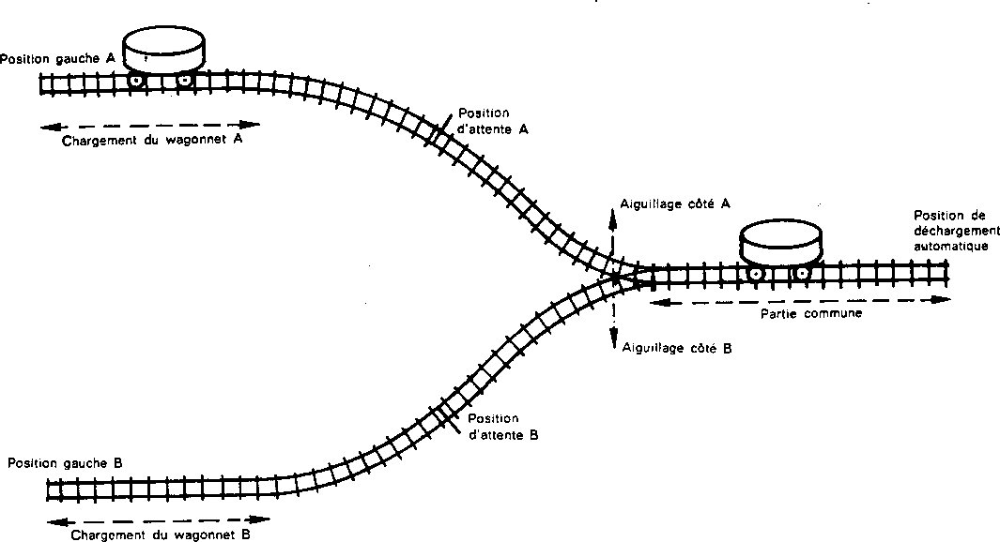 Position gauche A
Chargement du wagonnet A
Position
d'attente A
Aiguillage côté A
Position de
déchargement
automatique
Partie commune
Aiguillage côté B
Position
d'attente B
Position gauche B
Chargement du wagonnet B